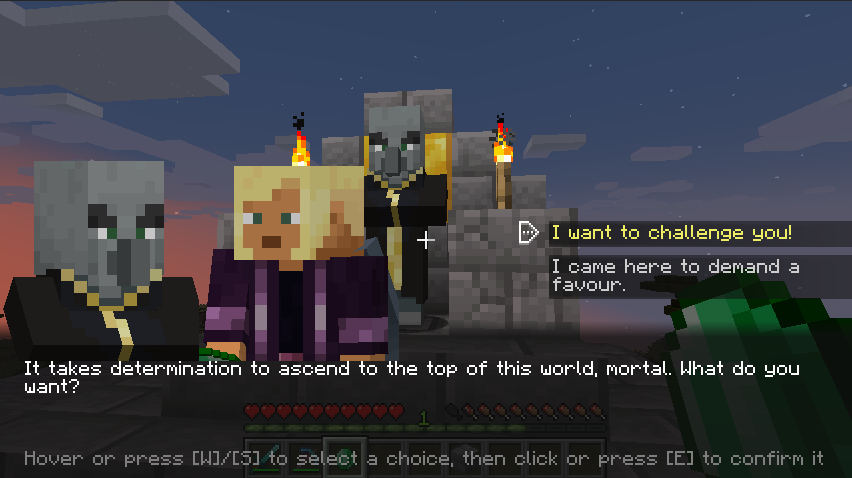 I want to challenge you!
I came here to demand a
favour.
It takes determination to ascend to the top of this world, mortal. What do you
want?
1
Hover or press [W]/[S] to select a choice, then click or press [E] to confirm it